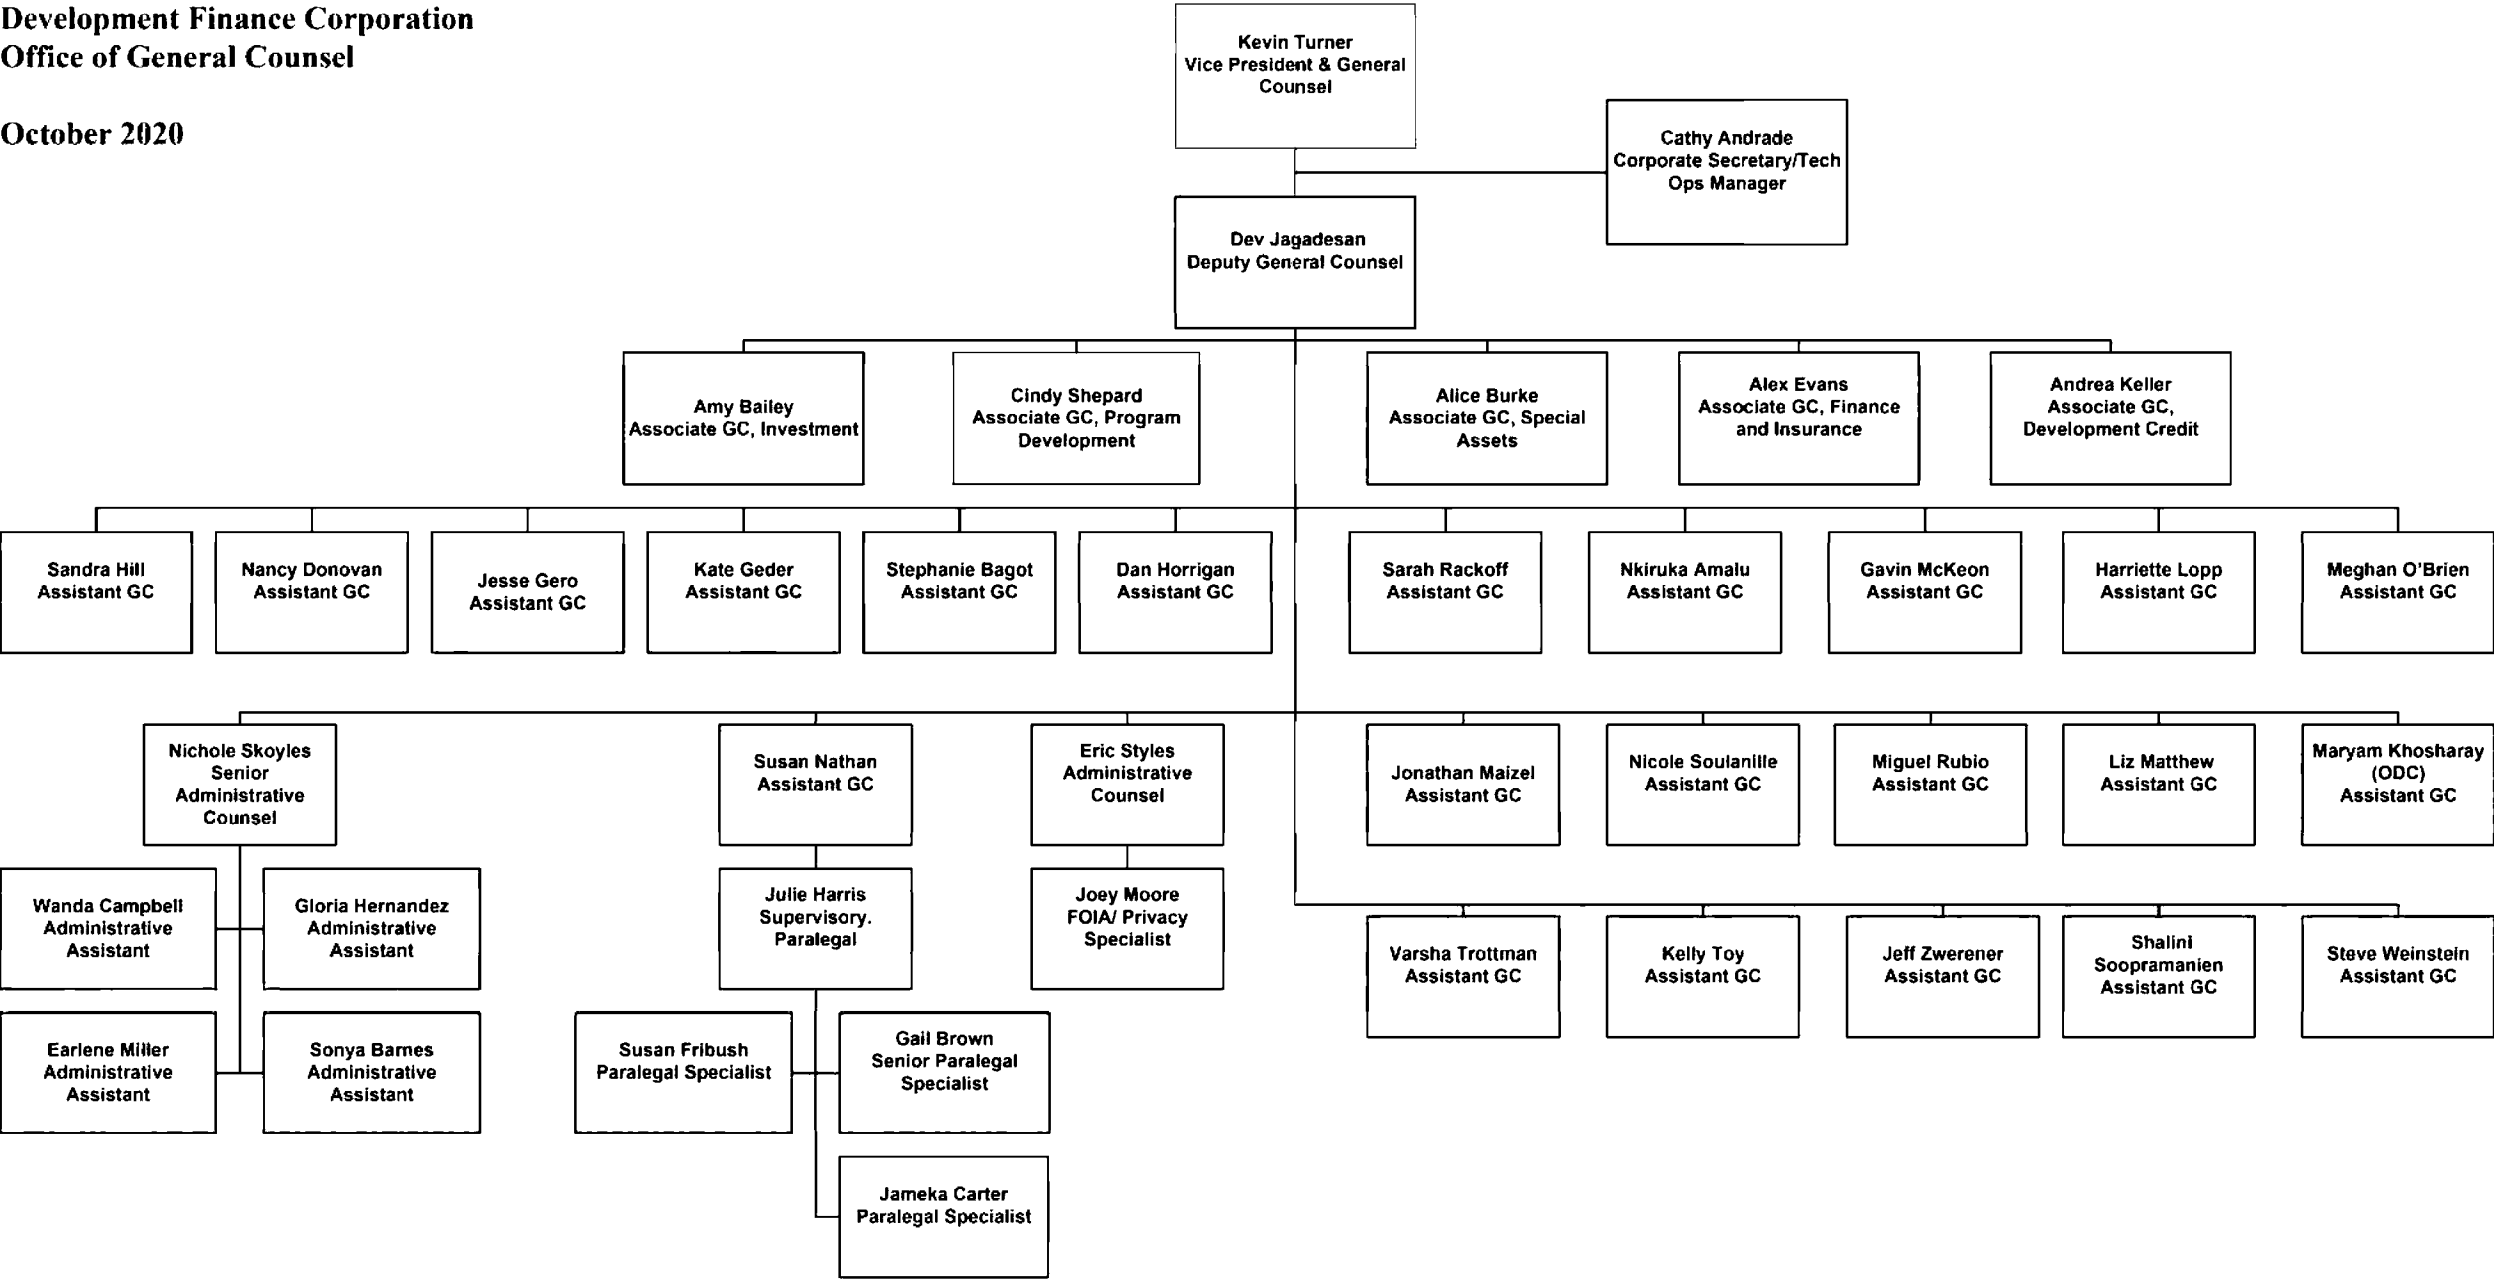 Development Finance Corporation
Office of General Counsel
October 2020
Kevin Turner
Vice President & General
Counsel
Cathy Andrade
Corporate Secretary/Tech
Ops Manager
Dev Jagadesan
Deputy General Counsel
Amy Bailey
Associate GC, Investment
Cindy Shepard
Associate GC, Program
Development
Alice Burke
Associate GC, Special
Assets
Alex Evans
Associate GC, Finance
and Insurance
Andrea Keller
Associate GC,
Development Credit
Sandra Hill
Assistant GC
Nancy Donovan
Assistant GC
Jesse Gero
Assistant GC
Kate Geder
Assistant GC
Stephanie Bagot
Assistant GC
Dan Horrigan
Assistant GC
Sarah Rackoff
Assistant GC
Nkiruka Amalu
Assistant GC
Gavin McKeon
Assistant GC
Harriette Lopp
Assistant GC
Meghan O'Brien
Assistant GC
Nichole Skoyles
Senior
Administrative
Counsel
Susan Nathan
Assistant GC
Eric Styles
Administrative
Counsel
Jonathan Maizel
Assistant GC
Nicole Soulanille
Assistant GC
Miguel Rubio
Assistant GC
Liz Matthew
Assistant GC
Maryam Khosharay
(ODC)
Assistant GC
Wanda Campbell
Administrative
Assistant
Gloria Hernandez
Administrative
Assistant
Julie Harris
Supervisory.
Paralegal
Joey Moore
FOIA/ Privacy
Specialist
Varsha Trottman
Assistant GC
Kelly Toy
Assistant GC
Jeff Zwerener
Assistant GC
Shalini
Soopramanien
Assistant GC
Steve Weinstein
Assistant GC
Earlene Miller
Administrative
Assistant
Sonya Barnes
Administrative
Assistant
Susan Fribush
Paralegal Specialist
Gail Brown
Senior Paralegal
Specialist
Jameka Carter
Paralegal Specialist